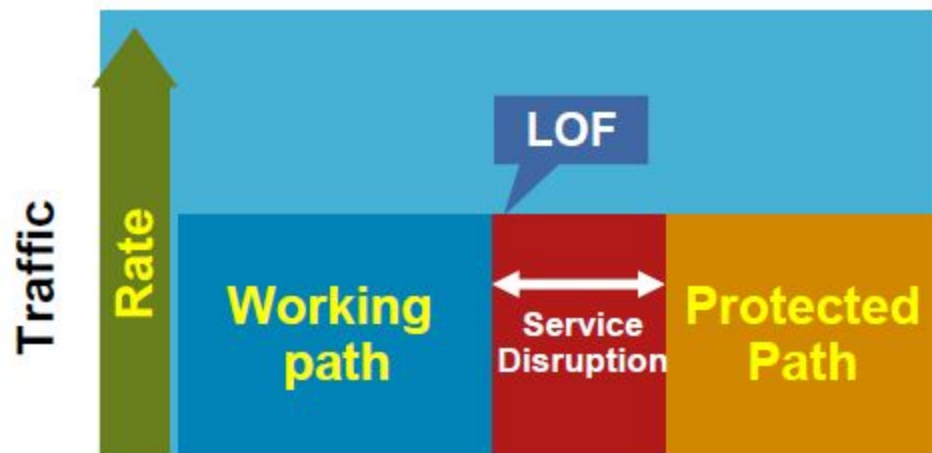 Traffic
Rate
LOF
Working
path
Service
Disruption
Protected
Path